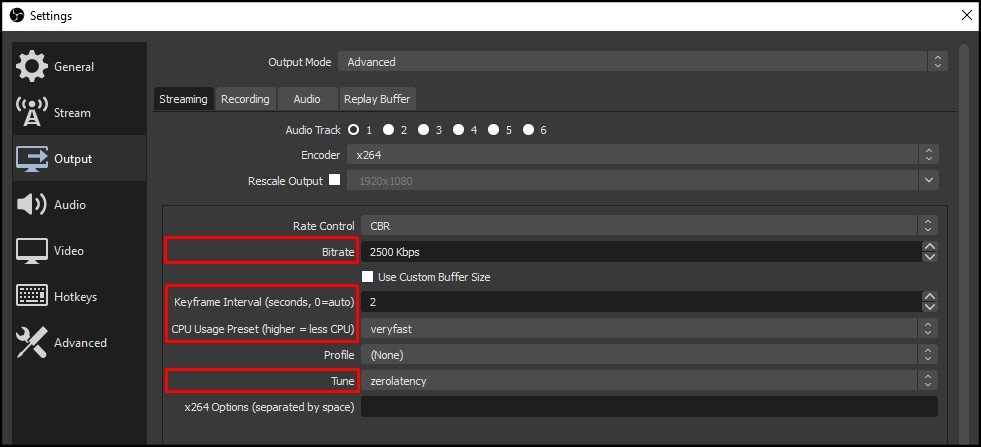 Settings
General
Stream
Output
Audio
Video
Hotkeys
Advanced
Output Mode Advanced
Streaming Recording Audio Replay Buffer
Audio Track 1 2 3 4 5 6
Encoder x264
Rescale Output 1920x1080
Rate Control CBR
Bitrate 2500 Kbps
Use Custom Buffer Size
Keyframe Interval (seconds, 0=auto) 2
CPU Usage Preset (higher = less CPU) veryfast
Profile (None)
Tune zerolatency
x264 Options (separated by space)